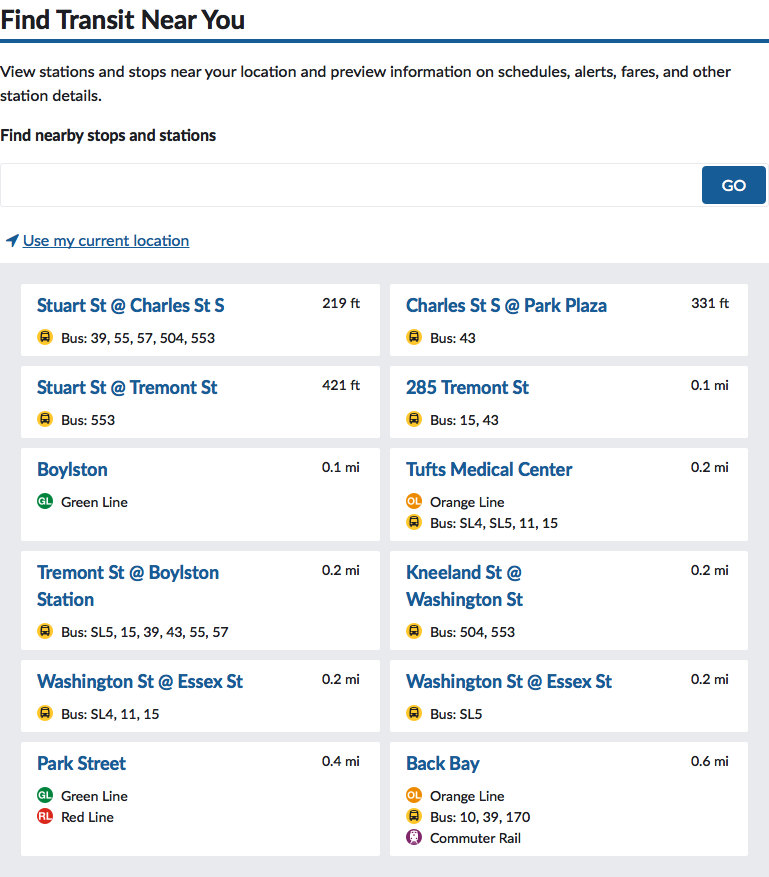 Find Transit Near You
View stations and stops near your location and preview information on schedules, alerts, fares, and other
station details.
Find nearby stops and stations
GO
Use my current location
Stuart St @ Charles St S
219 ft
Bus: 39, 55, 57, 504, 553
Charles St S @ Park Plaza
331 ft
Bus: 43
Stuart St @ Tremont St
421 ft
Bus: 553
285 Tremont St
0.1 mi
Bus: 15, 43
Boylston
0.1 mi
GL Green Line
Tufts Medical Center
0.2 mi
OL Orange Line
Bus: SL4, SL5, 11, 15
Tremont St @ Boylston
Station
0.2 mi
Bus: SL5, 15, 39, 43, 55, 57
Kneeland St @
Washington St
0.2 mi
Bus: 504, 553
Washington St @ Essex St
0.2 mi
Bus: SL4, 11, 15
Washington St @ Essex St
0.2 mi
Bus: SL5
Park Street
0.4 mi
GL Green Line
RL Red Line
Back Bay
0.6 mi
OL Orange Line
Bus: 10, 39, 170
Commuter Rail